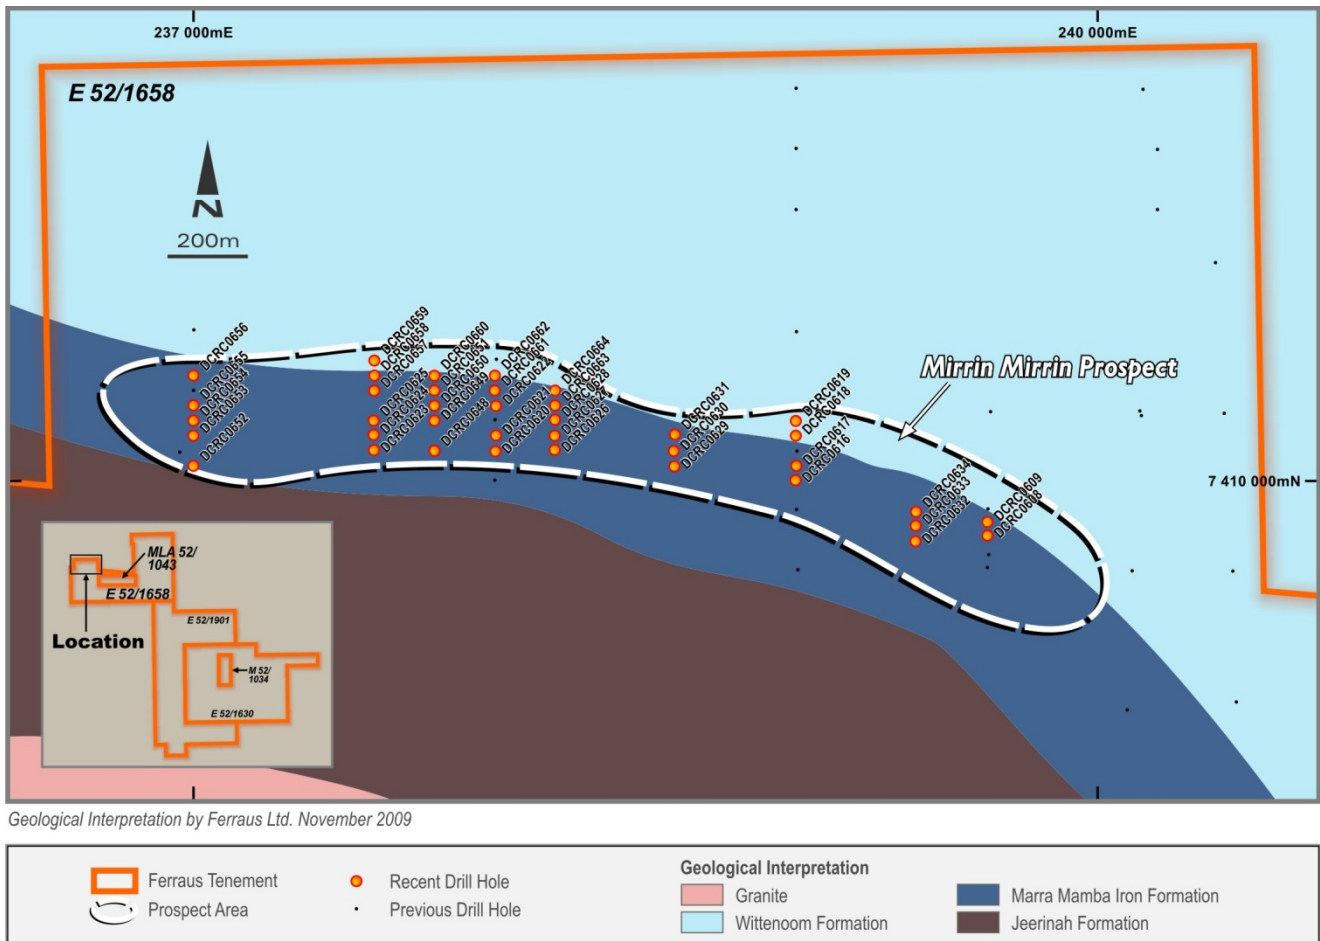 237 000mE
240 000mE
E 52/1658
N
200m
DCRC0656
DCRC0655
DCRC0654
DCRC0653
DCRC0652
DCRC0659
DCRC0658
DCRC0657
DCRC0625
DCRC0624
DCRC0623
DCRC0660
DCRC0651
DCRC0650
DCRC0649
DCRC0648
DCRC0662
DCRC0661
DCRC0622
DCRC0621
DCRC0620
DCRC0664
DCRC0663
DCRC0628
DCRC0626
DCRC0631
DCRC0630
DCRC0629
DCRC0619
DCRC0618
DCRC0617
DCRC0616
Mirrin Mirrin Prospect
DCRC0634
DCRC0633
DCRC0632
DCRC0609
DCRC0608
7 410 000mN
MLA 52/
1043
E 52/1658
Location
E 52/1901
M 52/
1034
E 52/1630
Geological Interpretation by Ferraus Ltd. November 2009
Ferraus Tenement
Prospect Area
Recent Drill Hole
Previous Drill Hole
Geological Interpretation
Granite
Wittenoom Formation
Marra Mamba Iron Formation
Jeerinah Formation